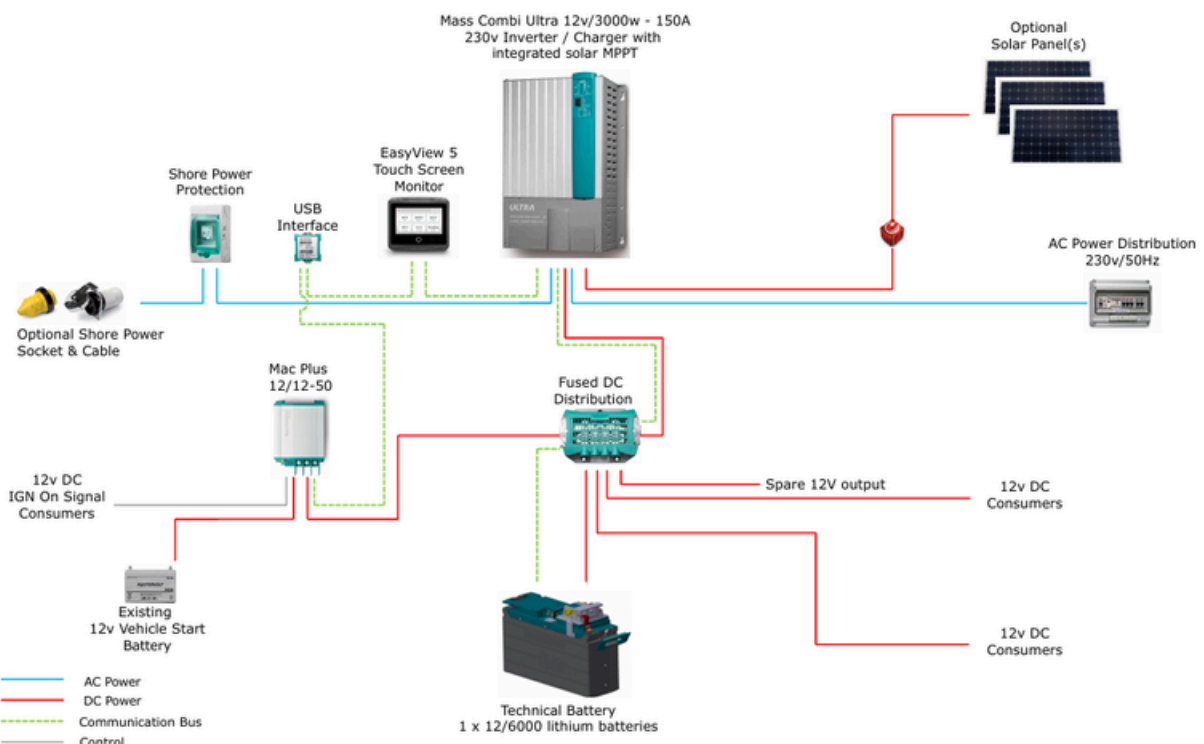 Mass Combi Ultra 12v/3000w - 150A
230v Inverter / Charger with
integrated solar MPPT
Optional
Solar Panel(s)
EasyView 5
Touch Screen
Monitor
Shore Power
Protection
USB
Interface
ULTRA
AC Power Distribution
230v/50Hz
Optional Shore Power
Socket & Cable
Mac Plus
12/12-50
Fused DC
Distribution
12v DC
IGN On Signal
Consumers
Spare 12V output
12v DC
Consumers
Existing
12v Vehicle Start
Battery
12v DC
Consumers
Technical Battery
1 x 12/6000 lithium batteries
AC Power
DC Power
Communication Bus
Control